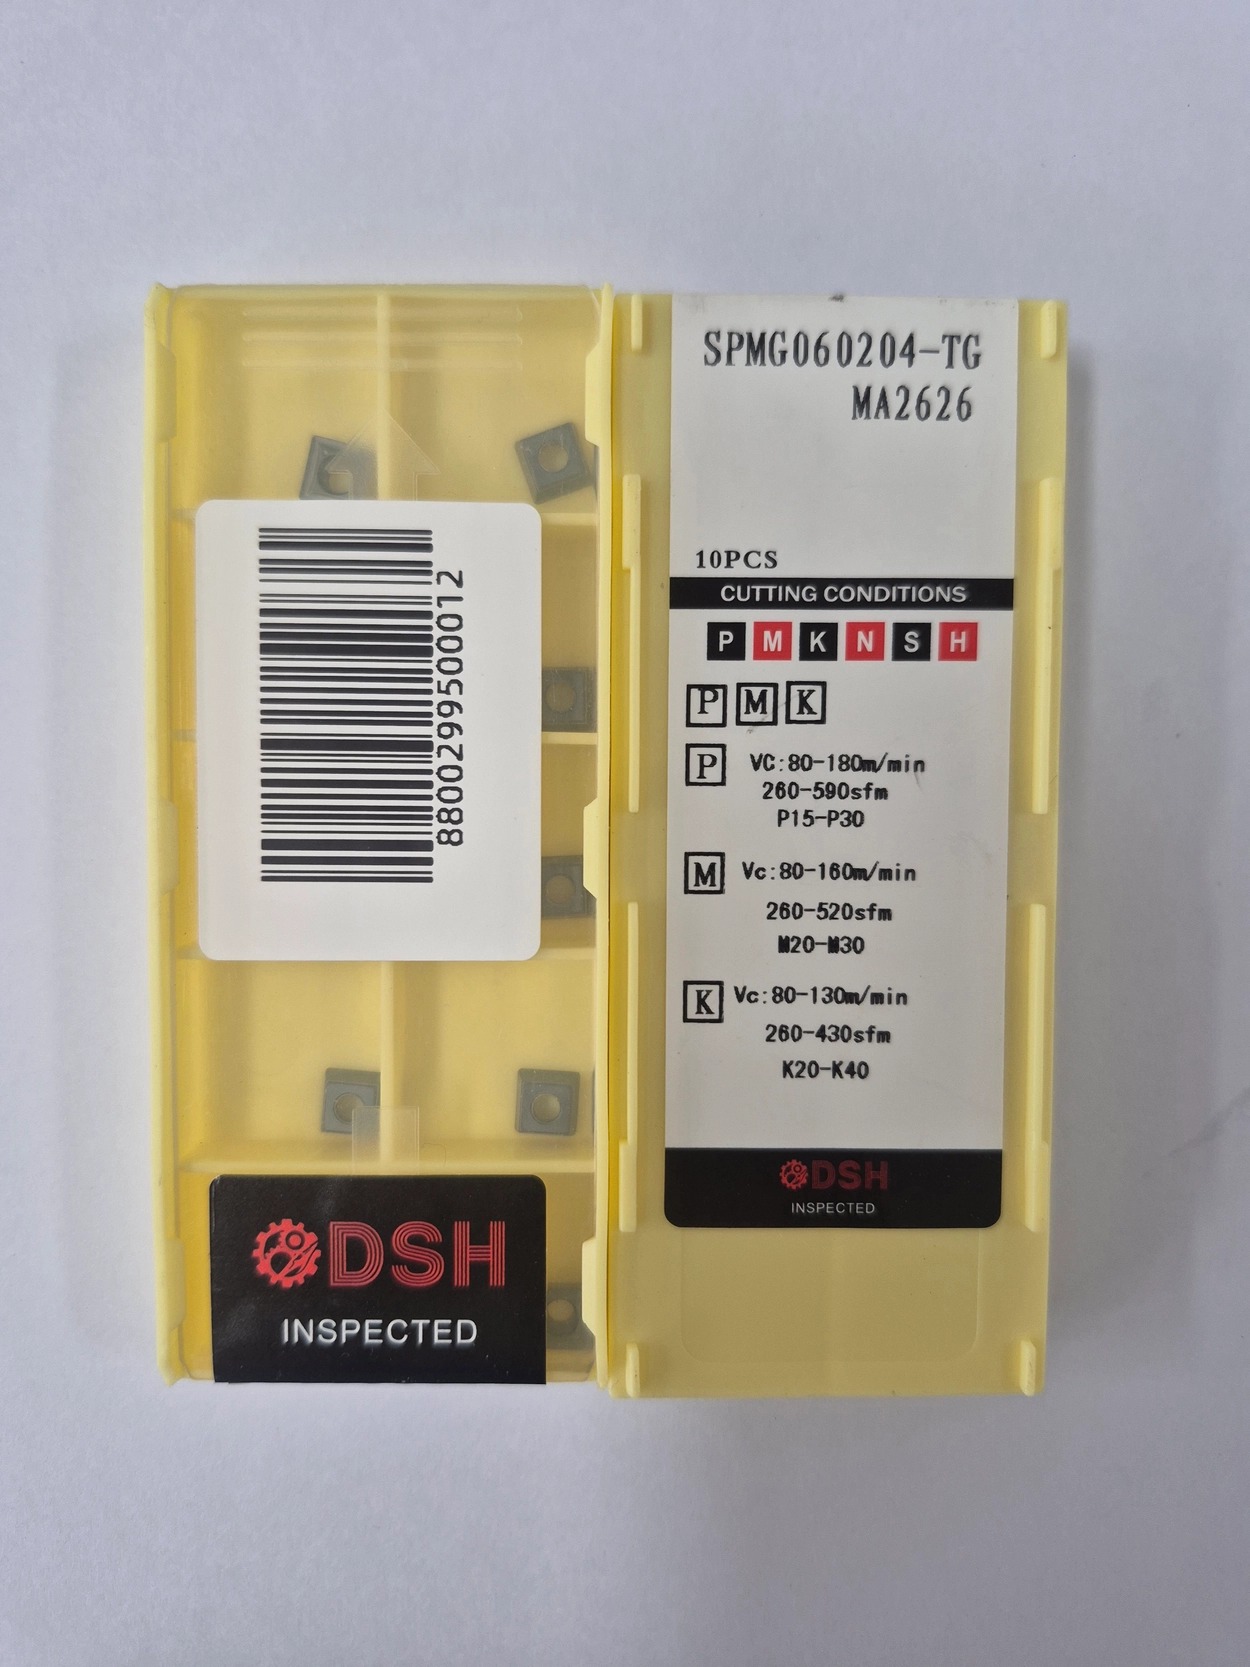 8800299500012
DSH
INSPECTED
SPMG060204-TG
MA2626
10PCS
CUTTING CONDITIONS
P M K N S H
P M K
P VC:80-180m/min
260-590sfm
P15-P30
M Vc:80-160m/min
260-520sfm
M20-M30
K Vc:80-130m/min
260-430sfm
K20-K40
DSH
INSPECTED